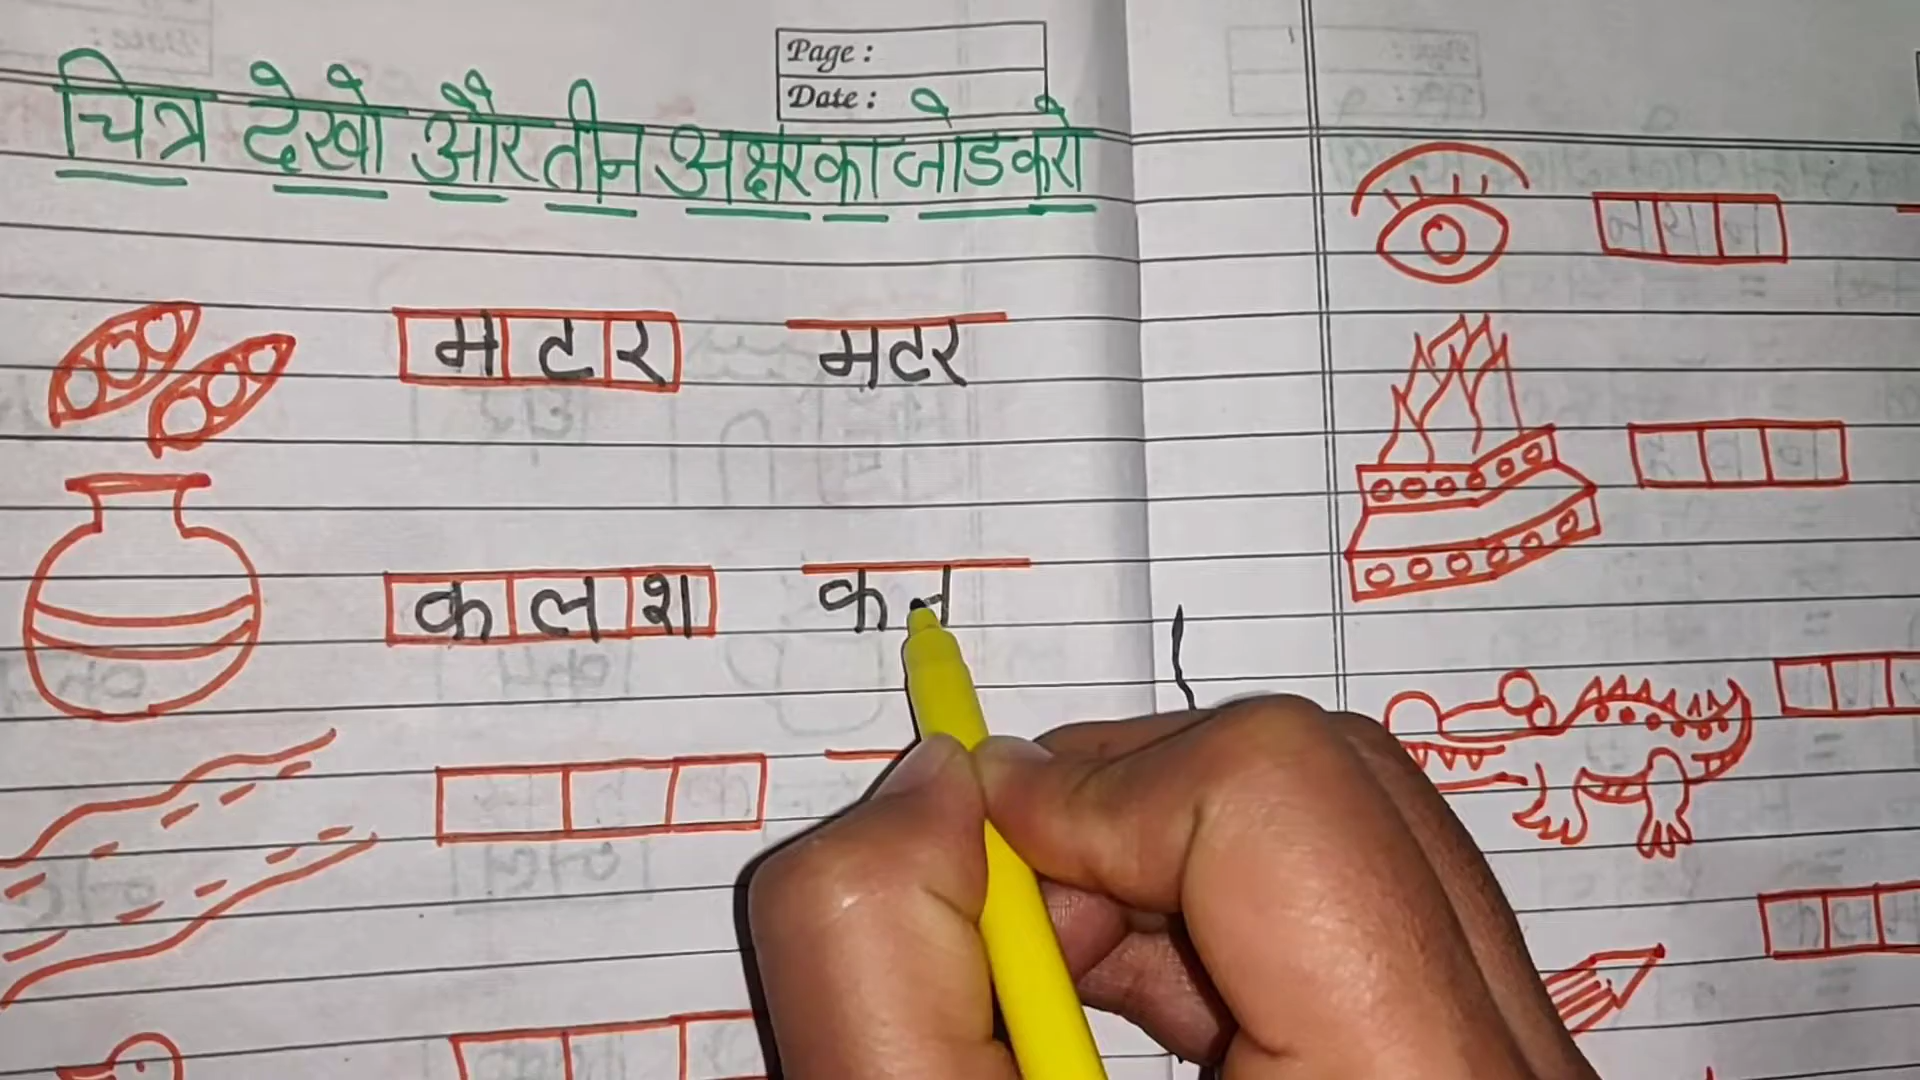 Page :
Date :
चित्र देखो और तीन अक्षर का जोड करो
म ट र मटर
क ल श क